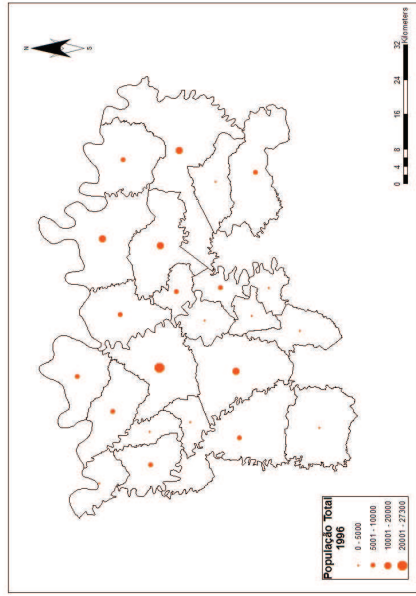 N
S
0 4 8 16 24 32
Kilometers
População Total
1996
0 - 5000
5001 - 10000
10001 - 20000
20001 - 27300